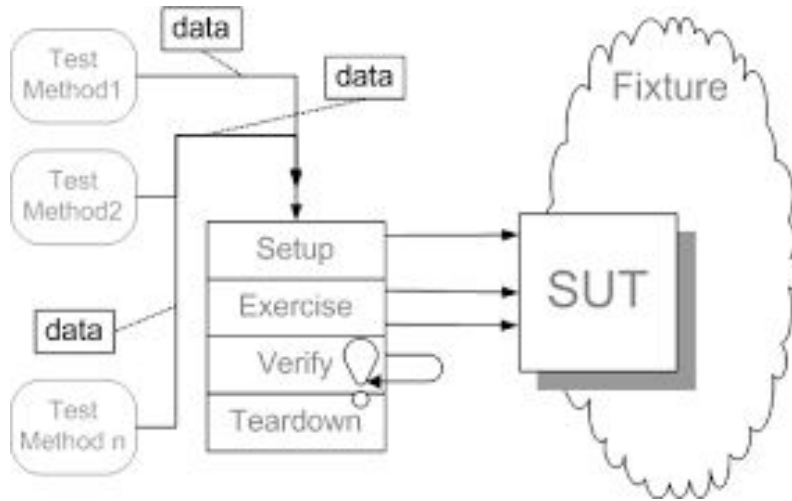 data
Test
Method1
data
Fixture
Test
Method2
Setup
SUT
Exercise
data
Verify
Test
Method n
Teardown